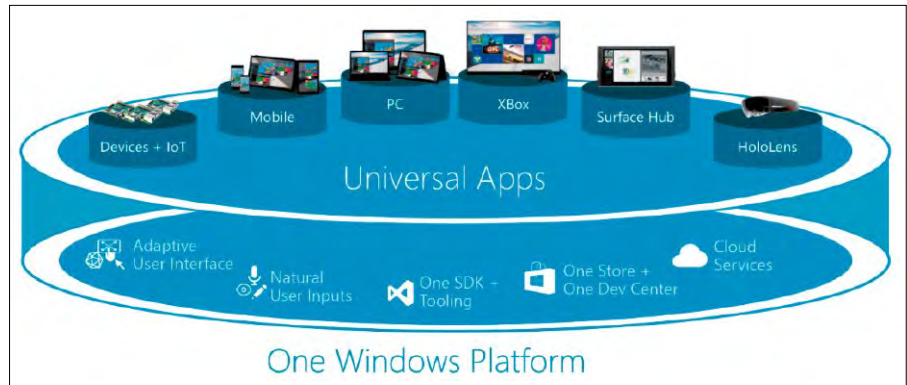 Devices + IoT
Mobile
PC
XBox
Surface Hub
HoloLens
Universal Apps
Adaptive
User Interface
Natural
User Inputs
One SDK +
Tooling
One Store +
One Dev Center
Cloud
Services
One Windows Platform